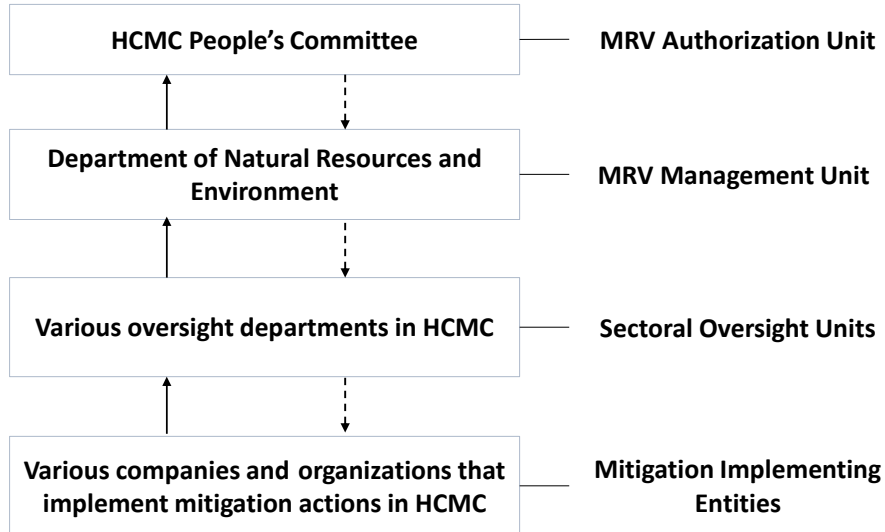 HCMC People's Committee
MRV Authorization Unit
Department of Natural Resources and
Environment
MRV Management Unit
Various oversight departments in HCMC
Sectoral Oversight Units
Various companies and organizations that
implement mitigation actions in HCMC
Mitigation Implementing
Entities